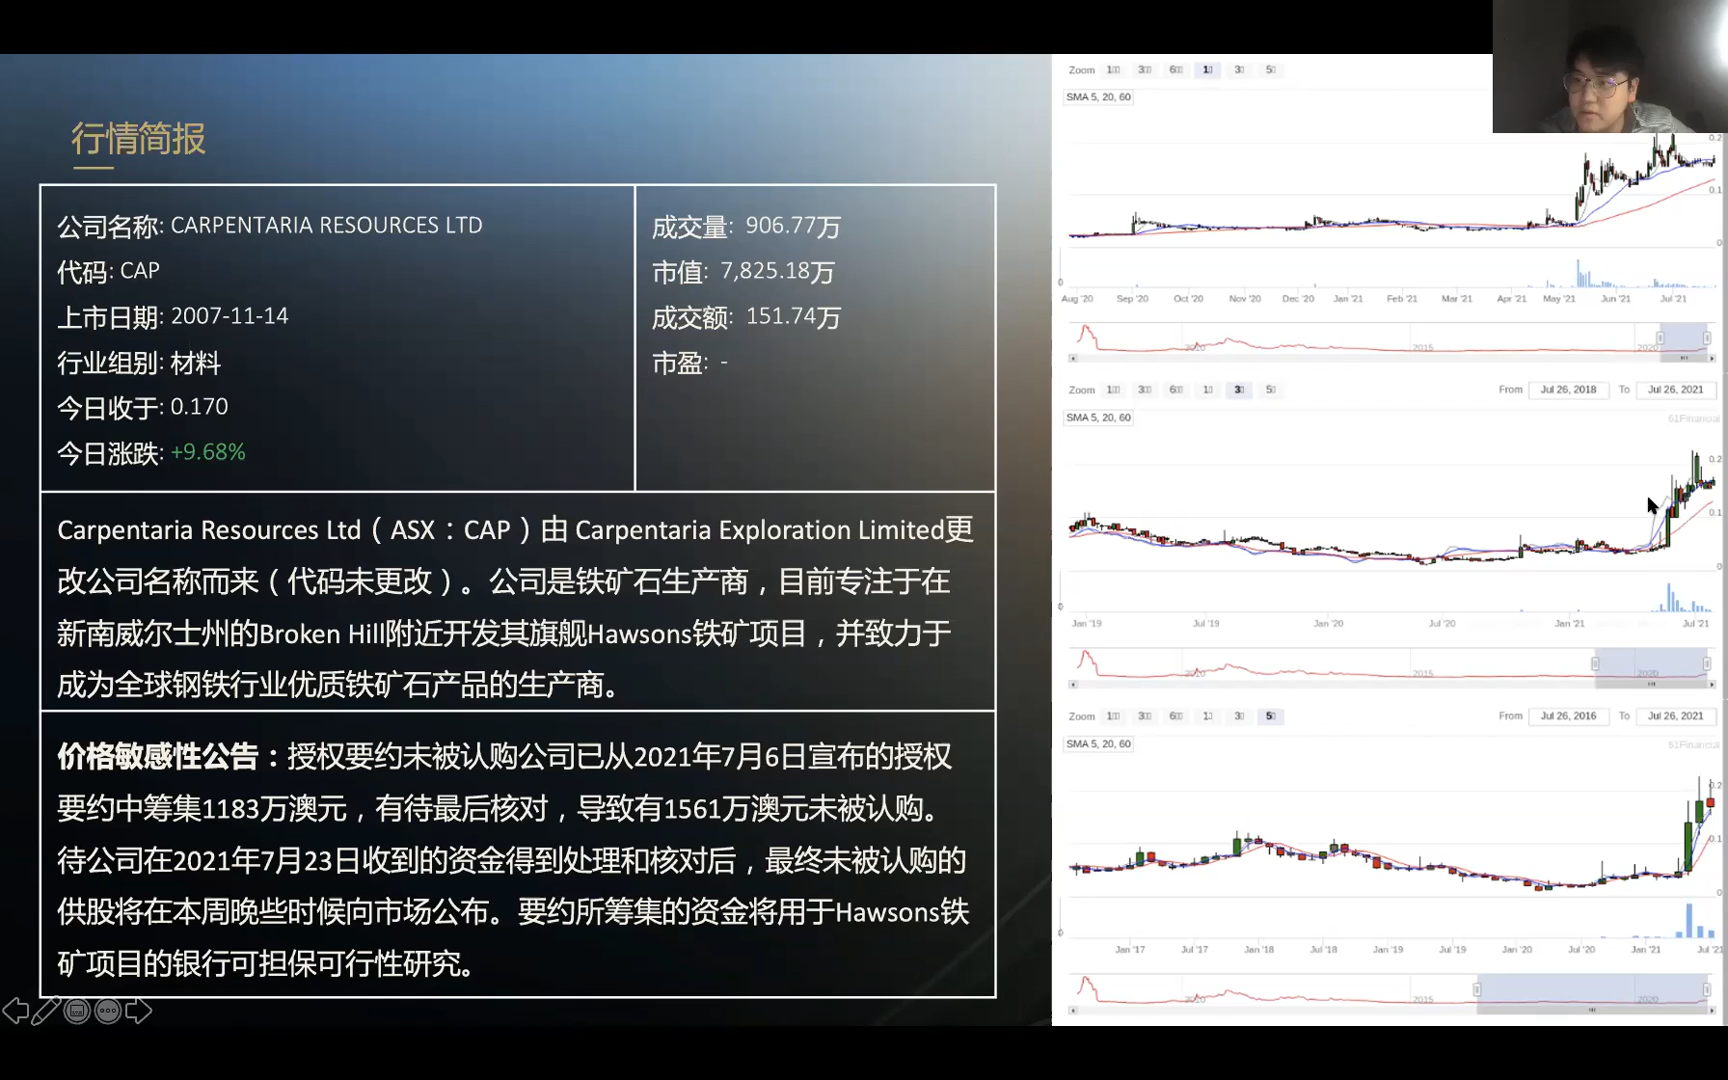 行情简报
公司名称: CARPENTARIA RESOURCES LTD
代码: CAP
上市日期: 2007-11-14
行业组别: 材料
今日收于: 0.170
今日涨跌: +9.68%
成交量: 906.77万
市值: 7,825.18万
成交额: 151.74万
市盈: -
Carpentaria Resources Ltd（ASX：CAP）由 Carpentaria Exploration Limited更
改公司名称而来（代码未更改）。公司是铁矿石生产商，目前专注于在
新南威尔士州的Broken Hill附近开发其旗舰Hawsons铁矿项目，并致力于
成为全球钢铁行业优质铁矿石产品的生产商。
价格敏感性公告：授权要约未被认购公司已从2021年7月6日宣布的授权
要约中筹集1183万澳元，有待最后核对，导致有1561万澳元未被认购。
待公司在2021年7月23日收到的资金得到处理和核对后，最终未被认购的
供股将在本周晚些时候向市场公布。要约所筹集的资金将用于Hawsons铁
矿项目的银行可担保可行性研究。
Zoom
SMA 5, 20, 60
0
Aug '20 Sep '20 Oct '20 Nov '20 Dec '20 Jan '21 Feb '21 Mar '21 Apr '21 May '21 Jun '21 Jul '21
2015
Zoom From Jul 26, 2018 To Jul 26, 2021
SMA 5, 20, 60
61Financial
0
Jan '19 Jul '19 Jan '20 Jul '20 Jan '21 Jul '21
2015 2020
Zoom From Jul 26, 2016 To Jul 26, 2021
SMA 5, 20, 60
61Financial
0
Jan '17 Jul '17 Jan '18 Jul '18 Jan '19 Jul '19 Jan '20 Jul '20 Jan '21 Jul '21
2015 2020